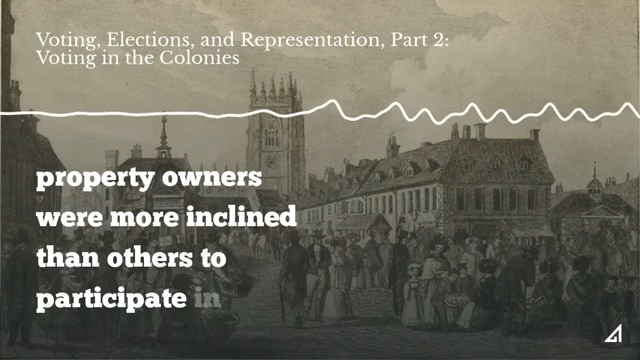 Voting, Elections, and Representation, Part 2:
Voting in the Colonies
property owners
were more inclined
than others to
participate in